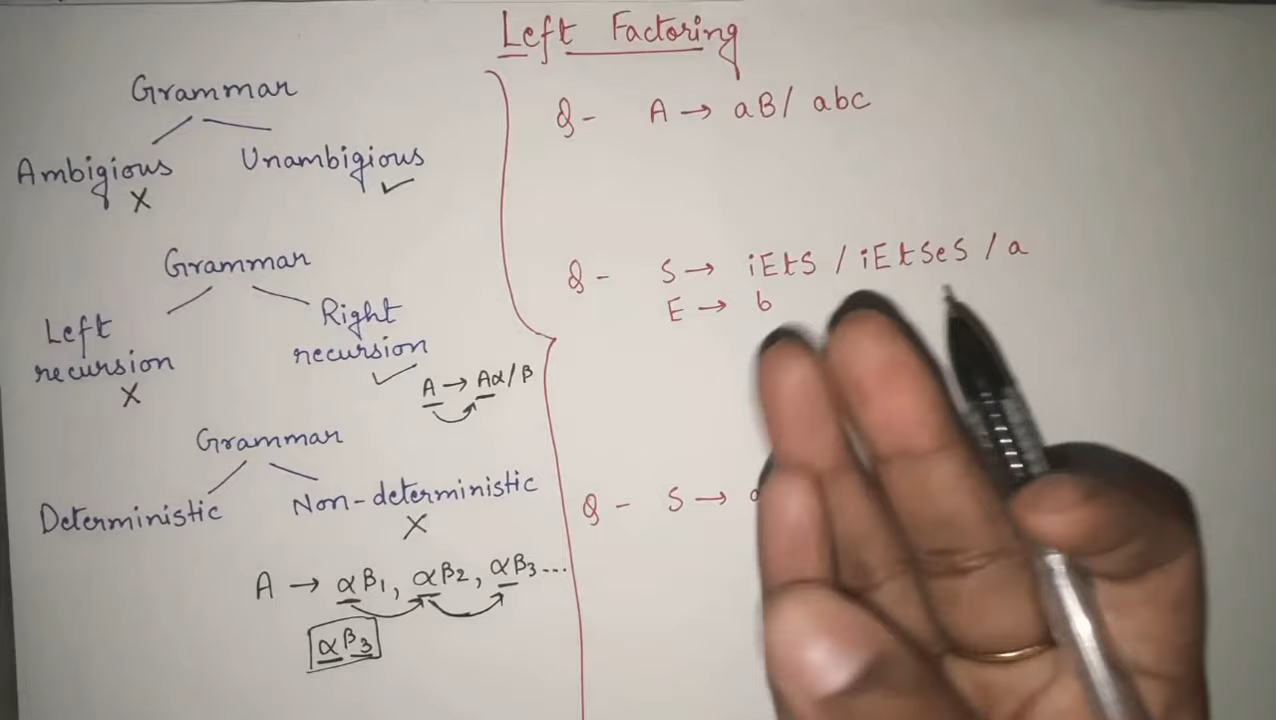 Left Factoring
Grammar
Ambigious Unambigious
X ✓
Grammar
Left recursion
Right recursion
X ✓
A → Aα/β
Grammar
Deterministic Non-deterministic
X
A → αβ1, αβ2, αβ3...
αβ3
Q- A → aB/ abc
Q- S → iEtS / iEtSeS / a
E → b
Q- S →